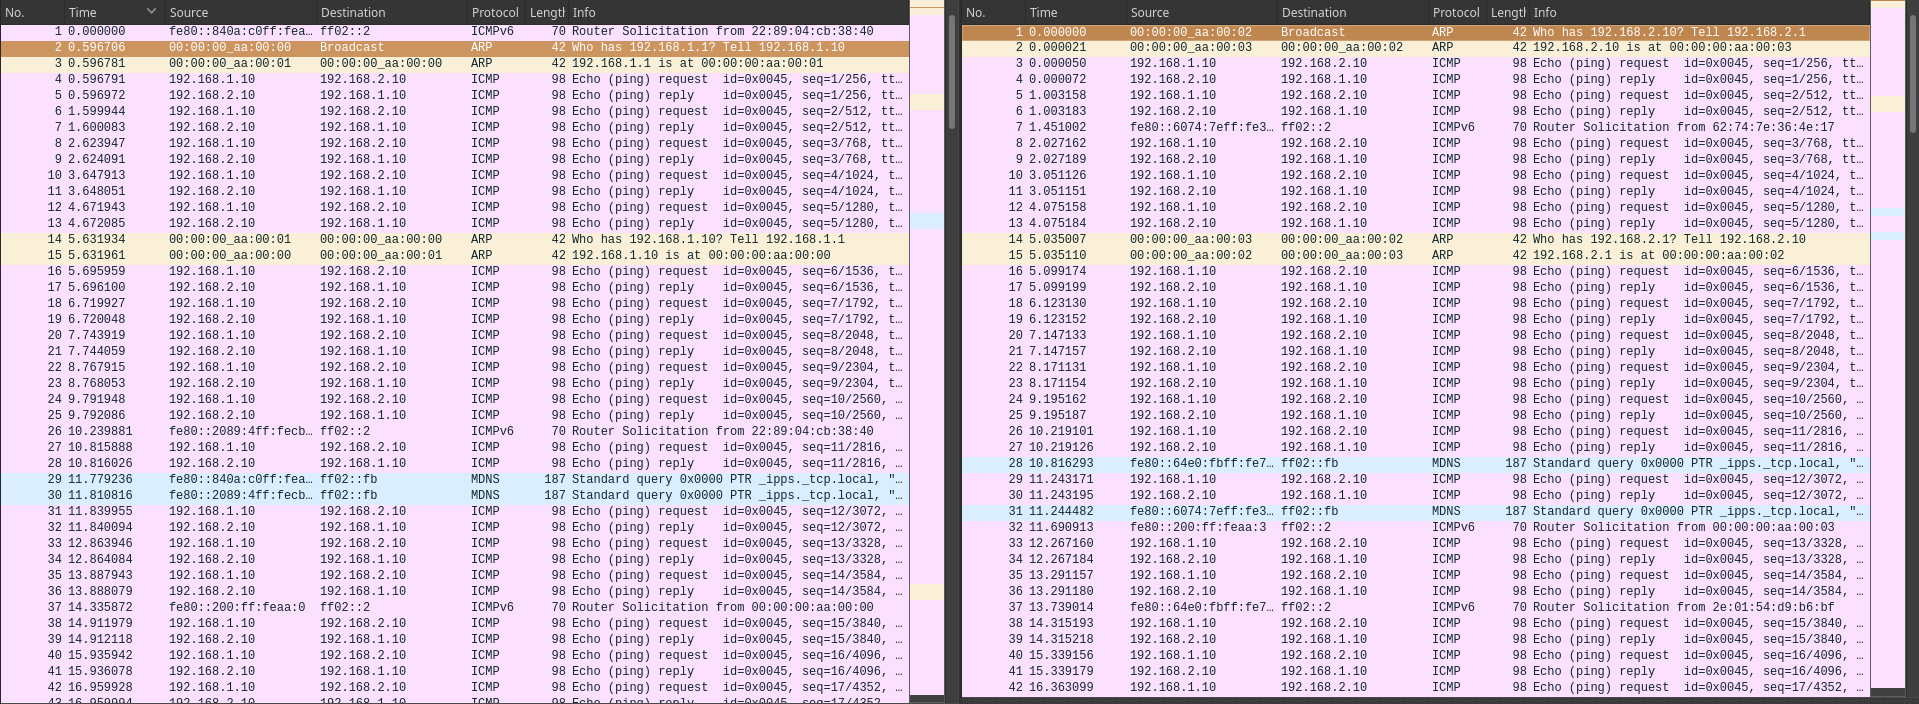 No. Time Source Destination Protocol Length Info
1 0.000000 fe80::840a:c0ff:fea… ff02::2 ICMPv6 70 Router Solicitation from 22:89:04:cb:38:40
2 0.596706 00:00:00_aa:00:00 Broadcast ARP 42 Who has 192.168.1.1? Tell 192.168.1.10
3 0.596781 00:00:00_aa:00:01 00:00:00_aa:00:00 ARP 42 192.168.1.1 is at 00:00:00:aa:00:01
4 0.596791 192.168.1.10 192.168.2.10 ICMP 98 Echo (ping) request id=0x0045, seq=1/256, tt…
5 0.596972 192.168.2.10 192.168.1.10 ICMP 98 Echo (ping) reply id=0x0045, seq=1/256, tt…
6 1.599944 192.168.1.10 192.168.2.10 ICMP 98 Echo (ping) request id=0x0045, seq=2/512, tt…
7 1.600083 192.168.2.10 192.168.1.10 ICMP 98 Echo (ping) reply id=0x0045, seq=2/512, tt…
8 2.623947 192.168.1.10 192.168.2.10 ICMP 98 Echo (ping) request id=0x0045, seq=3/768, tt…
9 2.624091 192.168.2.10 192.168.1.10 ICMP 98 Echo (ping) reply id=0x0045, seq=3/768, tt…
10 3.647913 192.168.1.10 192.168.2.10 ICMP 98 Echo (ping) request id=0x0045, seq=4/1024, t…
11 3.648051 192.168.2.10 192.168.1.10 ICMP 98 Echo (ping) reply id=0x0045, seq=4/1024, t…
12 4.671943 192.168.1.10 192.168.2.10 ICMP 98 Echo (ping) request id=0x0045, seq=5/1280, t…
13 4.672085 192.168.2.10 192.168.1.10 ICMP 98 Echo (ping) reply id=0x0045, seq=5/1280, t…
14 5.631934 00:00:00_aa:00:01 00:00:00_aa:00:00 ARP 42 Who has 192.168.1.10? Tell 192.168.1.1
15 5.631961 00:00:00_aa:00:00 00:00:00_aa:00:01 ARP 42 192.168.1.10 is at 00:00:00:aa:00:00
16 5.695959 192.168.1.10 192.168.2.10 ICMP 98 Echo (ping) request id=0x0045, seq=6/1536, t…
17 5.696100 192.168.2.10 192.168.1.10 ICMP 98 Echo (ping) reply id=0x0045, seq=6/1536, t…
18 6.719927 192.168.1.10 192.168.2.10 ICMP 98 Echo (ping) request id=0x0045, seq=7/1792, t…
19 6.720048 192.168.2.10 192.168.1.10 ICMP 98 Echo (ping) reply id=0x0045, seq=7/1792, t…
20 7.743919 192.168.1.10 192.168.2.10 ICMP 98 Echo (ping) request id=0x0045, seq=8/2048, t…
21 7.744059 192.168.2.10 192.168.1.10 ICMP 98 Echo (ping) reply id=0x0045, seq=8/2048, t…
22 8.767915 192.168.1.10 192.168.2.10 ICMP 98 Echo (ping) request id=0x0045, seq=9/2304, t…
23 8.768053 192.168.2.10 192.168.1.10 ICMP 98 Echo (ping) reply id=0x0045, seq=9/2304, t…
24 9.791948 192.168.1.10 192.168.2.10 ICMP 98 Echo (ping) request id=0x0045, seq=10/2560, …
25 9.792086 192.168.2.10 192.168.1.10 ICMP 98 Echo (ping) reply id=0x0045, seq=10/2560, …
26 10.239881 fe80::2089:4ff:fecb… ff02::2 ICMPv6 70 Router Solicitation from 22:89:04:cb:38:40
27 10.815888 192.168.1.10 192.168.2.10 ICMP 98 Echo (ping) request id=0x0045, seq=11/2816, …
28 10.816026 192.168.2.10 192.168.1.10 ICMP 98 Echo (ping) reply id=0x0045, seq=11/2816, …
29 11.779236 fe80::840a:c0ff:fea… ff02::fb MDNS 187 Standard query 0x0000 PTR _ipps._tcp.local, "…
30 11.810816 fe80::2089:4ff:fecb… ff02::fb MDNS 187 Standard query 0x0000 PTR _ipps._tcp.local, "…
31 11.839955 192.168.1.10 192.168.2.10 ICMP 98 Echo (ping) request id=0x0045, seq=12/3072, …
32 11.840094 192.168.2.10 192.168.1.10 ICMP 98 Echo (ping) reply id=0x0045, seq=12/3072, …
33 12.863946 192.168.1.10 192.168.2.10 ICMP 98 Echo (ping) request id=0x0045, seq=13/3328, …
34 12.864084 192.168.2.10 192.168.1.10 ICMP 98 Echo (ping) reply id=0x0045, seq=13/3328, …
35 13.887943 192.168.1.10 192.168.2.10 ICMP 98 Echo (ping) request id=0x0045, seq=14/3584, …
36 13.888079 192.168.2.10 192.168.1.10 ICMP 98 Echo (ping) reply id=0x0045, seq=14/3584, …
37 14.335872 fe80::200:ff:feaa:0 ff02::2 ICMPv6 70 Router Solicitation from 00:00:00:aa:00:00
38 14.911979 192.168.1.10 192.168.2.10 ICMP 98 Echo (ping) request id=0x0045, seq=15/3840, …
39 14.912118 192.168.2.10 192.168.1.10 ICMP 98 Echo (ping) reply id=0x0045, seq=15/3840, …
40 15.935942 192.168.1.10 192.168.2.10 ICMP 98 Echo (ping) request id=0x0045, seq=16/4096, …
41 15.936078 192.168.2.10 192.168.1.10 ICMP 98 Echo (ping) reply id=0x0045, seq=16/4096, …
42 16.959928 192.168.1.10 192.168.2.10 ICMP 98 Echo (ping) request id=0x0045, seq=17/4352, …
No. Time Source Destination Protocol Length Info
1 0.000000 00:00:00_aa:00:02 Broadcast ARP 42 Who has 192.168.2.10? Tell 192.168.2.1
2 0.000021 00:00:00_aa:00:03 00:00:00_aa:00:02 ARP 42 192.168.2.10 is at 00:00:00:aa:00:03
3 0.000050 192.168.1.10 192.168.2.10 ICMP 98 Echo (ping) request id=0x0045, seq=1/256, tt…
4 0.000072 192.168.2.10 192.168.1.10 ICMP 98 Echo (ping) reply id=0x0045, seq=1/256, tt…
5 1.003158 192.168.1.10 192.168.2.10 ICMP 98 Echo (ping) request id=0x0045, seq=2/512, tt…
6 1.003183 192.168.2.10 192.168.1.10 ICMP 98 Echo (ping) reply id=0x0045, seq=2/512, tt…
7 1.451002 fe80::6074:7eff:fe3… ff02::2 ICMPv6 70 Router Solicitation from 62:74:7e:36:4e:17
8 2.027162 192.168.1.10 192.168.2.10 ICMP 98 Echo (ping) request id=0x0045, seq=3/768, tt…
9 2.027189 192.168.2.10 192.168.1.10 ICMP 98 Echo (ping) reply id=0x0045, seq=3/768, tt…
10 3.051126 192.168.1.10 192.168.2.10 ICMP 98 Echo (ping) request id=0x0045, seq=4/1024, t…
11 3.051151 192.168.2.10 192.168.1.10 ICMP 98 Echo (ping) reply id=0x0045, seq=4/1024, t…
12 4.075158 192.168.1.10 192.168.2.10 ICMP 98 Echo (ping) request id=0x0045, seq=5/1280, t…
13 4.075184 192.168.2.10 192.168.1.10 ICMP 98 Echo (ping) reply id=0x0045, seq=5/1280, t…
14 5.035007 00:00:00_aa:00:03 00:00:00_aa:00:02 ARP 42 Who has 192.168.2.1? Tell 192.168.2.10
15 5.035110 00:00:00_aa:00:02 00:00:00_aa:00:03 ARP 42 192.168.2.1 is at 00:00:00:aa:00:02
16 5.099174 192.168.1.10 192.168.2.10 ICMP 98 Echo (ping) request id=0x0045, seq=6/1536, t…
17 5.099199 192.168.2.10 192.168.1.10 ICMP 98 Echo (ping) reply id=0x0045, seq=6/1536, t…
18 6.123130 192.168.1.10 192.168.2.10 ICMP 98 Echo (ping) request id=0x0045, seq=7/1792, t…
19 6.123152 192.168.2.10 192.168.1.10 ICMP 98 Echo (ping) reply id=0x0045, seq=7/1792, t…
20 7.147133 192.168.1.10 192.168.2.10 ICMP 98 Echo (ping) request id=0x0045, seq=8/2048, t…
21 7.147157 192.168.2.10 192.168.1.10 ICMP 98 Echo (ping) reply id=0x0045, seq=8/2048, t…
22 8.171131 192.168.1.10 192.168.2.10 ICMP 98 Echo (ping) request id=0x0045, seq=9/2304, t…
23 8.171154 192.168.2.10 192.168.1.10 ICMP 98 Echo (ping) reply id=0x0045, seq=9/2304, t…
24 9.195162 192.168.1.10 192.168.2.10 ICMP 98 Echo (ping) request id=0x0045, seq=10/2560, …
25 9.195187 192.168.2.10 192.168.1.10 ICMP 98 Echo (ping) reply id=0x0045, seq=10/2560, …
26 10.219101 192.168.1.10 192.168.2.10 ICMP 98 Echo (ping) request id=0x0045, seq=11/2816, …
27 10.219126 192.168.2.10 192.168.1.10 ICMP 98 Echo (ping) reply id=0x0045, seq=11/2816, …
28 10.816293 fe80::64e0:fbff:fe7… ff02::fb MDNS 187 Standard query 0x0000 PTR _ipps._tcp.local, "…
29 11.243171 192.168.1.10 192.168.2.10 ICMP 98 Echo (ping) request id=0x0045, seq=12/3072, …
30 11.243195 192.168.2.10 192.168.1.10 ICMP 98 Echo (ping) reply id=0x0045, seq=12/3072, …
31 11.244482 fe80::6074:7eff:fe3… ff02::fb MDNS 187 Standard query 0x0000 PTR _ipps._tcp.local, "…
32 11.690913 fe80::200:ff:feaa:3 ff02::2 ICMPv6 70 Router Solicitation from 00:00:00:aa:00:03
33 12.267160 192.168.1.10 192.168.2.10 ICMP 98 Echo (ping) request id=0x0045, seq=13/3328, …
34 12.267184 192.168.2.10 192.168.1.10 ICMP 98 Echo (ping) reply id=0x0045, seq=13/3328, …
35 13.291157 192.168.1.10 192.168.2.10 ICMP 98 Echo (ping) request id=0x0045, seq=14/3584, …
36 13.291180 192.168.2.10 192.168.1.10 ICMP 98 Echo (ping) reply id=0x0045, seq=14/3584, …
37 13.739014 fe80::64e0:fbff:fe7… ff02::2 ICMPv6 70 Router Solicitation from 2e:01:54:d9:b6:bf
38 14.315193 192.168.1.10 192.168.2.10 ICMP 98 Echo (ping) request id=0x0045, seq=15/3840, …
39 14.315218 192.168.2.10 192.168.1.10 ICMP 98 Echo (ping) reply id=0x0045, seq=15/3840, …
40 15.339156 192.168.1.10 192.168.2.10 ICMP 98 Echo (ping) request id=0x0045, seq=16/4096, …
41 15.339179 192.168.2.10 192.168.1.10 ICMP 98 Echo (ping) reply id=0x0045, seq=16/4096, …
42 16.363099 192.168.1.10 192.168.2.10 ICMP 98 Echo (ping) request id=0x0045, seq=17/4352, …